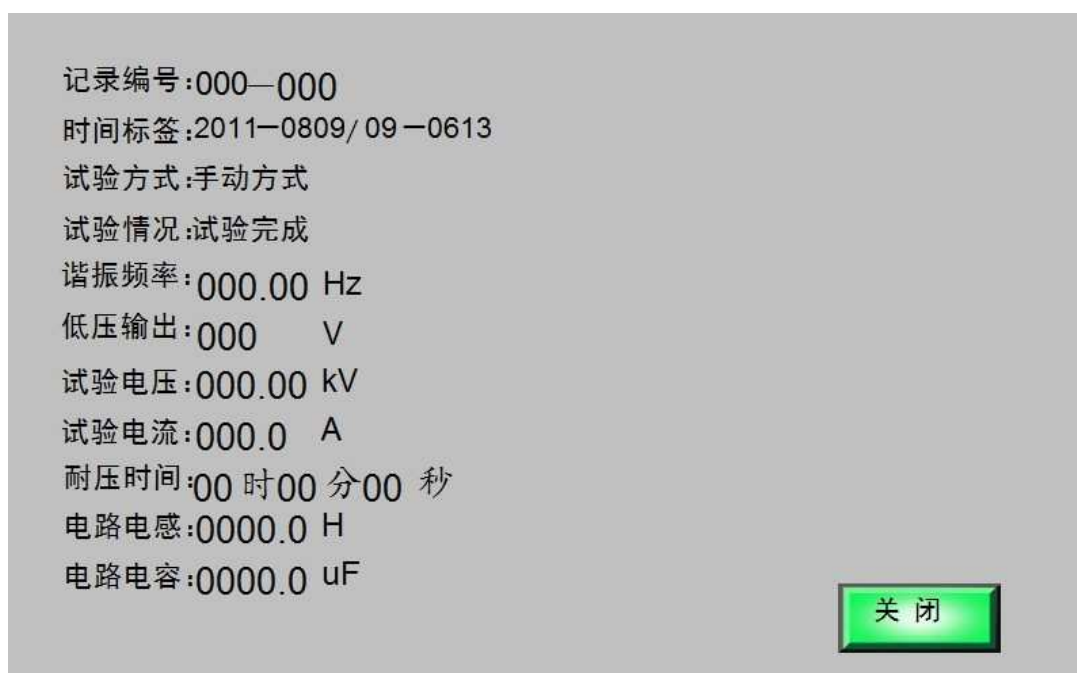 记录编号:000—000
时间标签:2011—0809/ 09—0613
试验方式:手动方式
试验情况:试验完成
谐振频率:000.00 Hz
低压输出:000 V
试验电压:000.00 kV
试验电流:000.0 A
耐压时间:00 时00 分00 秒
电路电感:0000.0 H
电路电容:0000.0 uF
关 闭